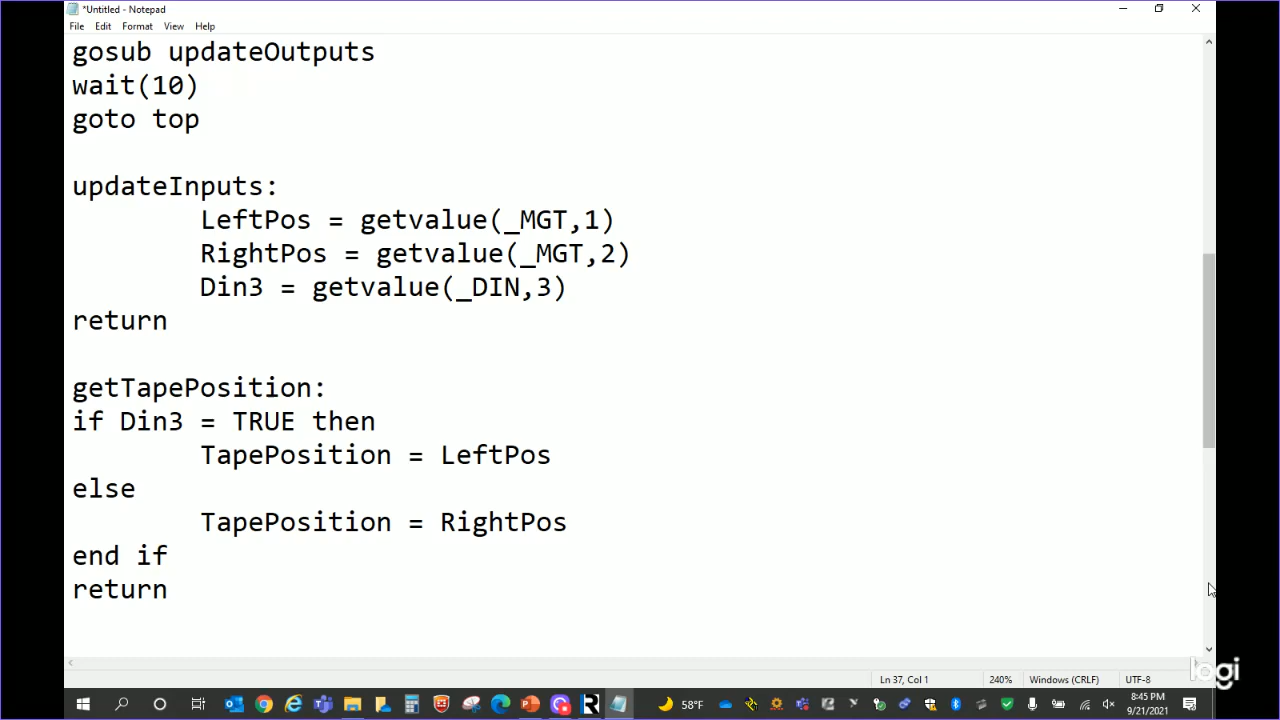 *Untitled - Notepad
File Edit Format View Help
gosub updateOutputs
wait(10)
goto top
updateInputs:
LeftPos = getvalue(_MGT,1)
RightPos = getvalue(_MGT,2)
Din3 = getvalue(_DIN,3)
return
getTapePosition:
if Din3 = TRUE then
TapePosition = LeftPos
else
TapePosition = RightPos
end if
return
logi
Ln 37, Col 1 240% Windows (CRLF) UTF-8
58°F
8:45 PM
9/21/2021